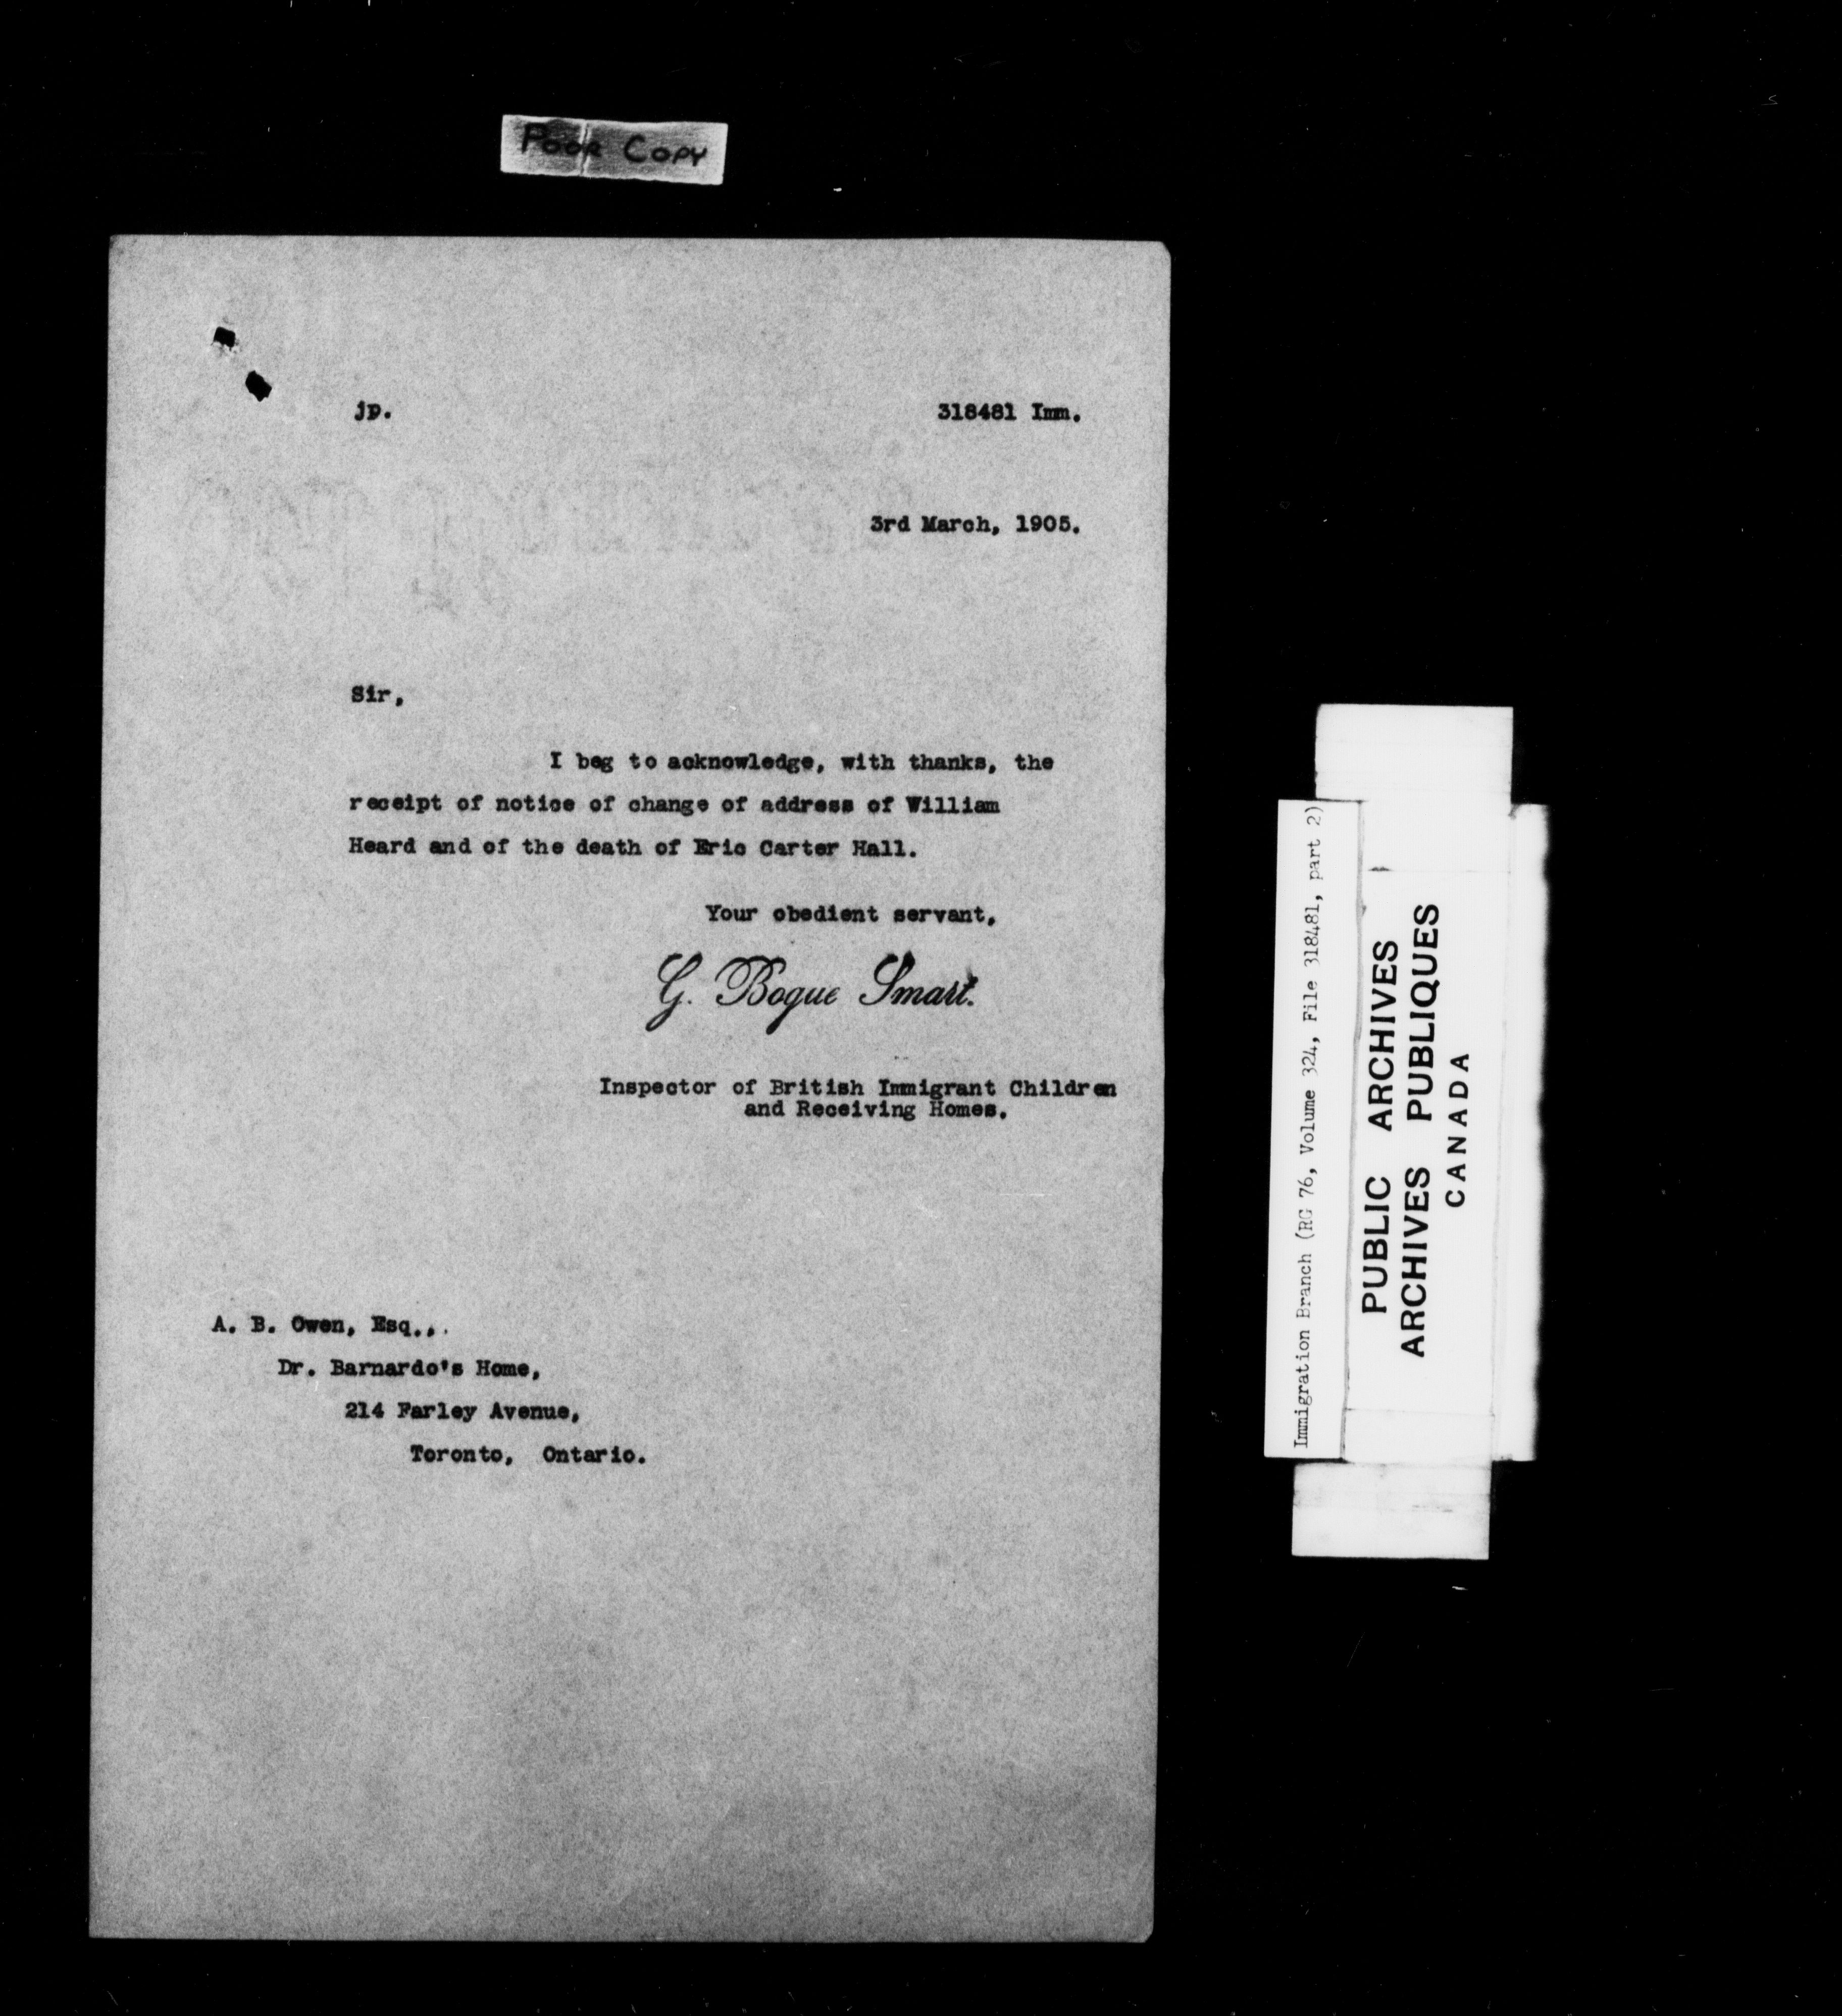 Poor Copy
jp. 318481 Imm.
3rd March, 1905.
Sir,
I beg to acknowledge, with thanks, the
receipt of notice of change of address of William
Heard and of the death of Eric Carter Hall.
Your obedient servant,
G. Bogue Smart.
Inspector of British Immigrant Children
and Receiving Homes.
A. B. Owen, Esq.,.
Dr. Barnardo's Home,
214 Farley Avenue,
Toronto, Ontario.
Immigration Branch (RG 76, Volume 324, File 318481, part 2)
PUBLIC ARCHIVES
ARCHIVES PUBLIQUES
CANADA